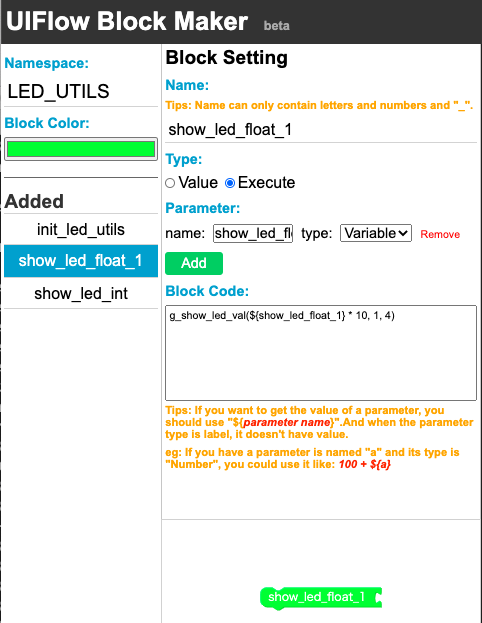 UIFlow Block Maker beta
Namespace:
LED_UTILS
Block Color:
Added
init_led_utils
show_led_float_1
show_led_int
Block Setting
Name:
Tips: Name can only contain letters and numbers and "_".
show_led_float_1
Type:
Value Execute
Parameter:
name: show_led_fl type: Variable Remove
Add
Block Code:
g_show_led_val(${show_led_float_1} * 10, 1, 4)
Tips: If you want to get the value of a parameter, you
should use "${parameter name}".And when the parameter
type is label, it doesn't have value.
eg: If you have a parameter is named "a" and its type is
"Number", you could use it like: 100 + ${a}
show_led_float_1